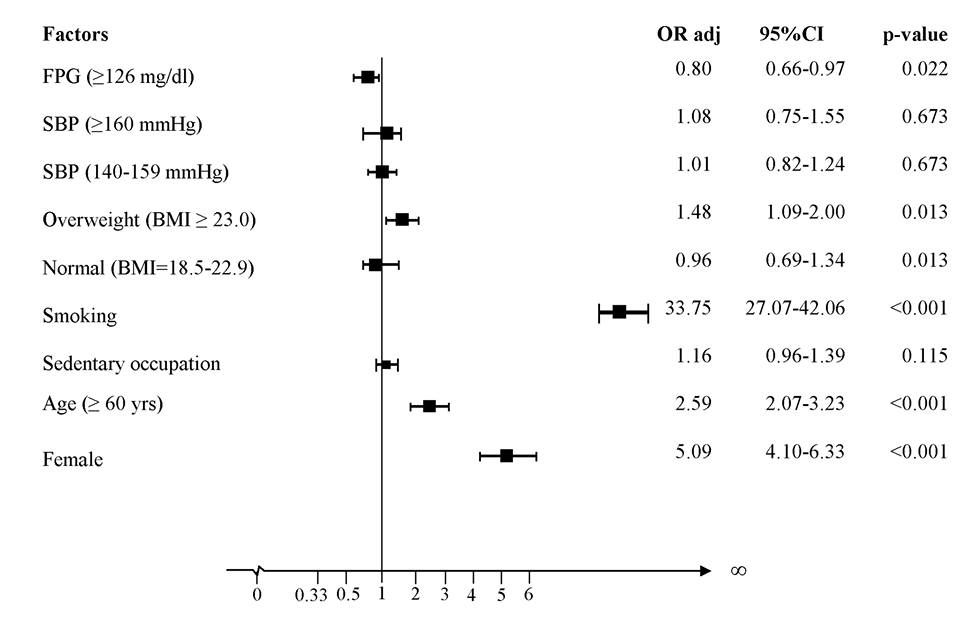 Factors OR adj 95%CI p-value
FPG (≥126 mg/dl) 0.80 0.66-0.97 0.022
SBP (≥160 mmHg) 1.08 0.75-1.55 0.673
SBP (140-159 mmHg) 1.01 0.82-1.24 0.673
Overweight (BMI ≥ 23.0) 1.48 1.09-2.00 0.013
Normal (BMI=18.5-22.9) 0.96 0.69-1.34 0.013
Smoking 33.75 27.07-42.06 <0.001
Sedentary occupation 1.16 0.96-1.39 0.115
Age (≥ 60 yrs) 2.59 2.07-3.23 <0.001
Female 5.09 4.10-6.33 <0.001
∞
0 0.33 0.5 1 2 3 4 5 6